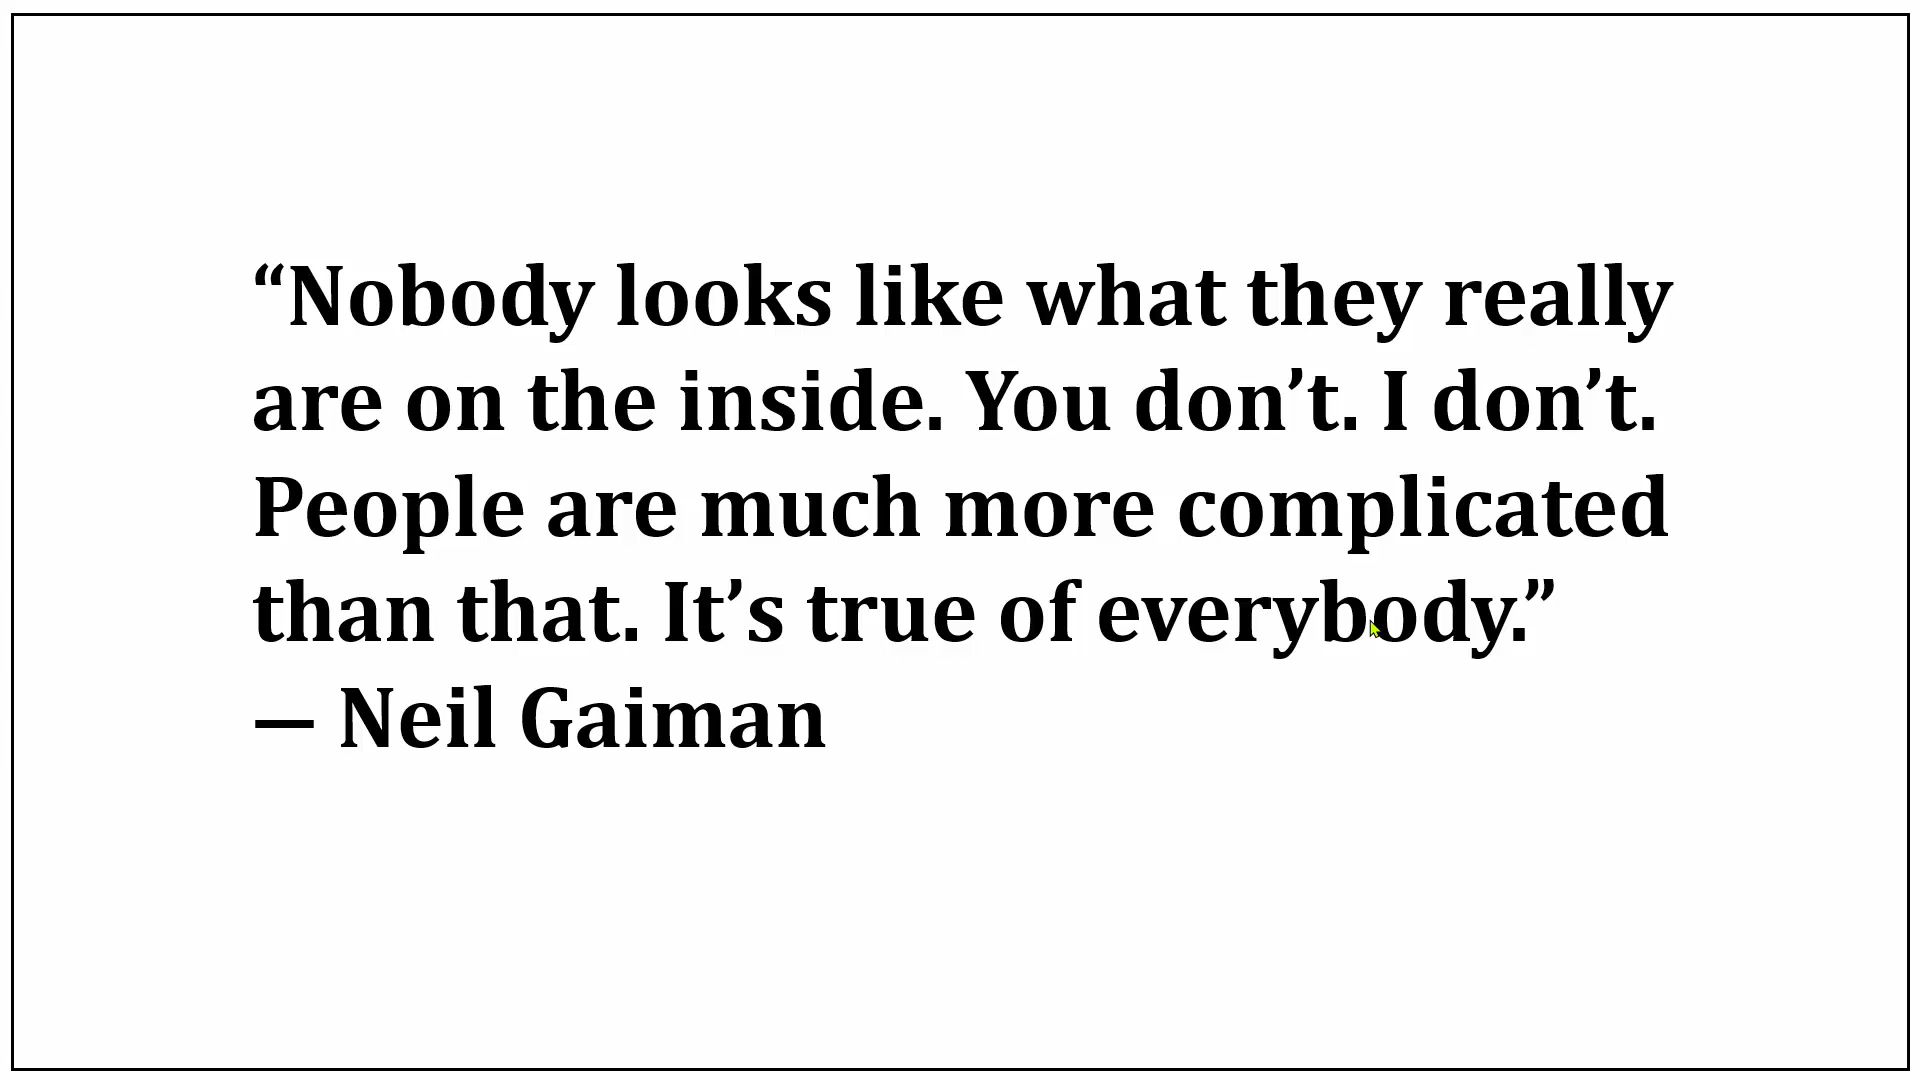 “Nobody looks like what they really
are on the inside. You don’t. I don’t.
People are much more complicated
than that. It’s true of everybody.”
— Neil Gaiman